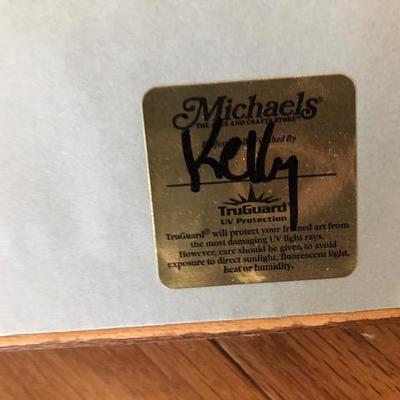 Michaels®
THE ARTS AND CRAFTS STORE™
By
Kelly
TruGuard®
UV Protection
TruGuard® will protect your framed art from
the most damaging UV light rays.
However, care should be given, to avoid
exposure to direct sunlight, fluorescent light,
heat or humidity.